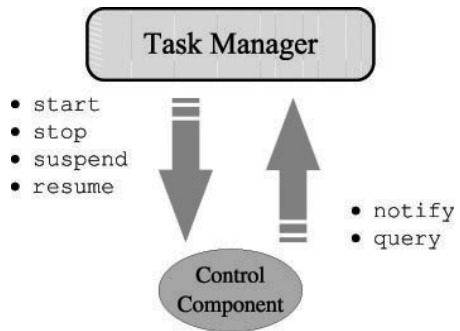 Task Manager
• start
• stop
• suspend
• resume
• notify
• query
Control
Component